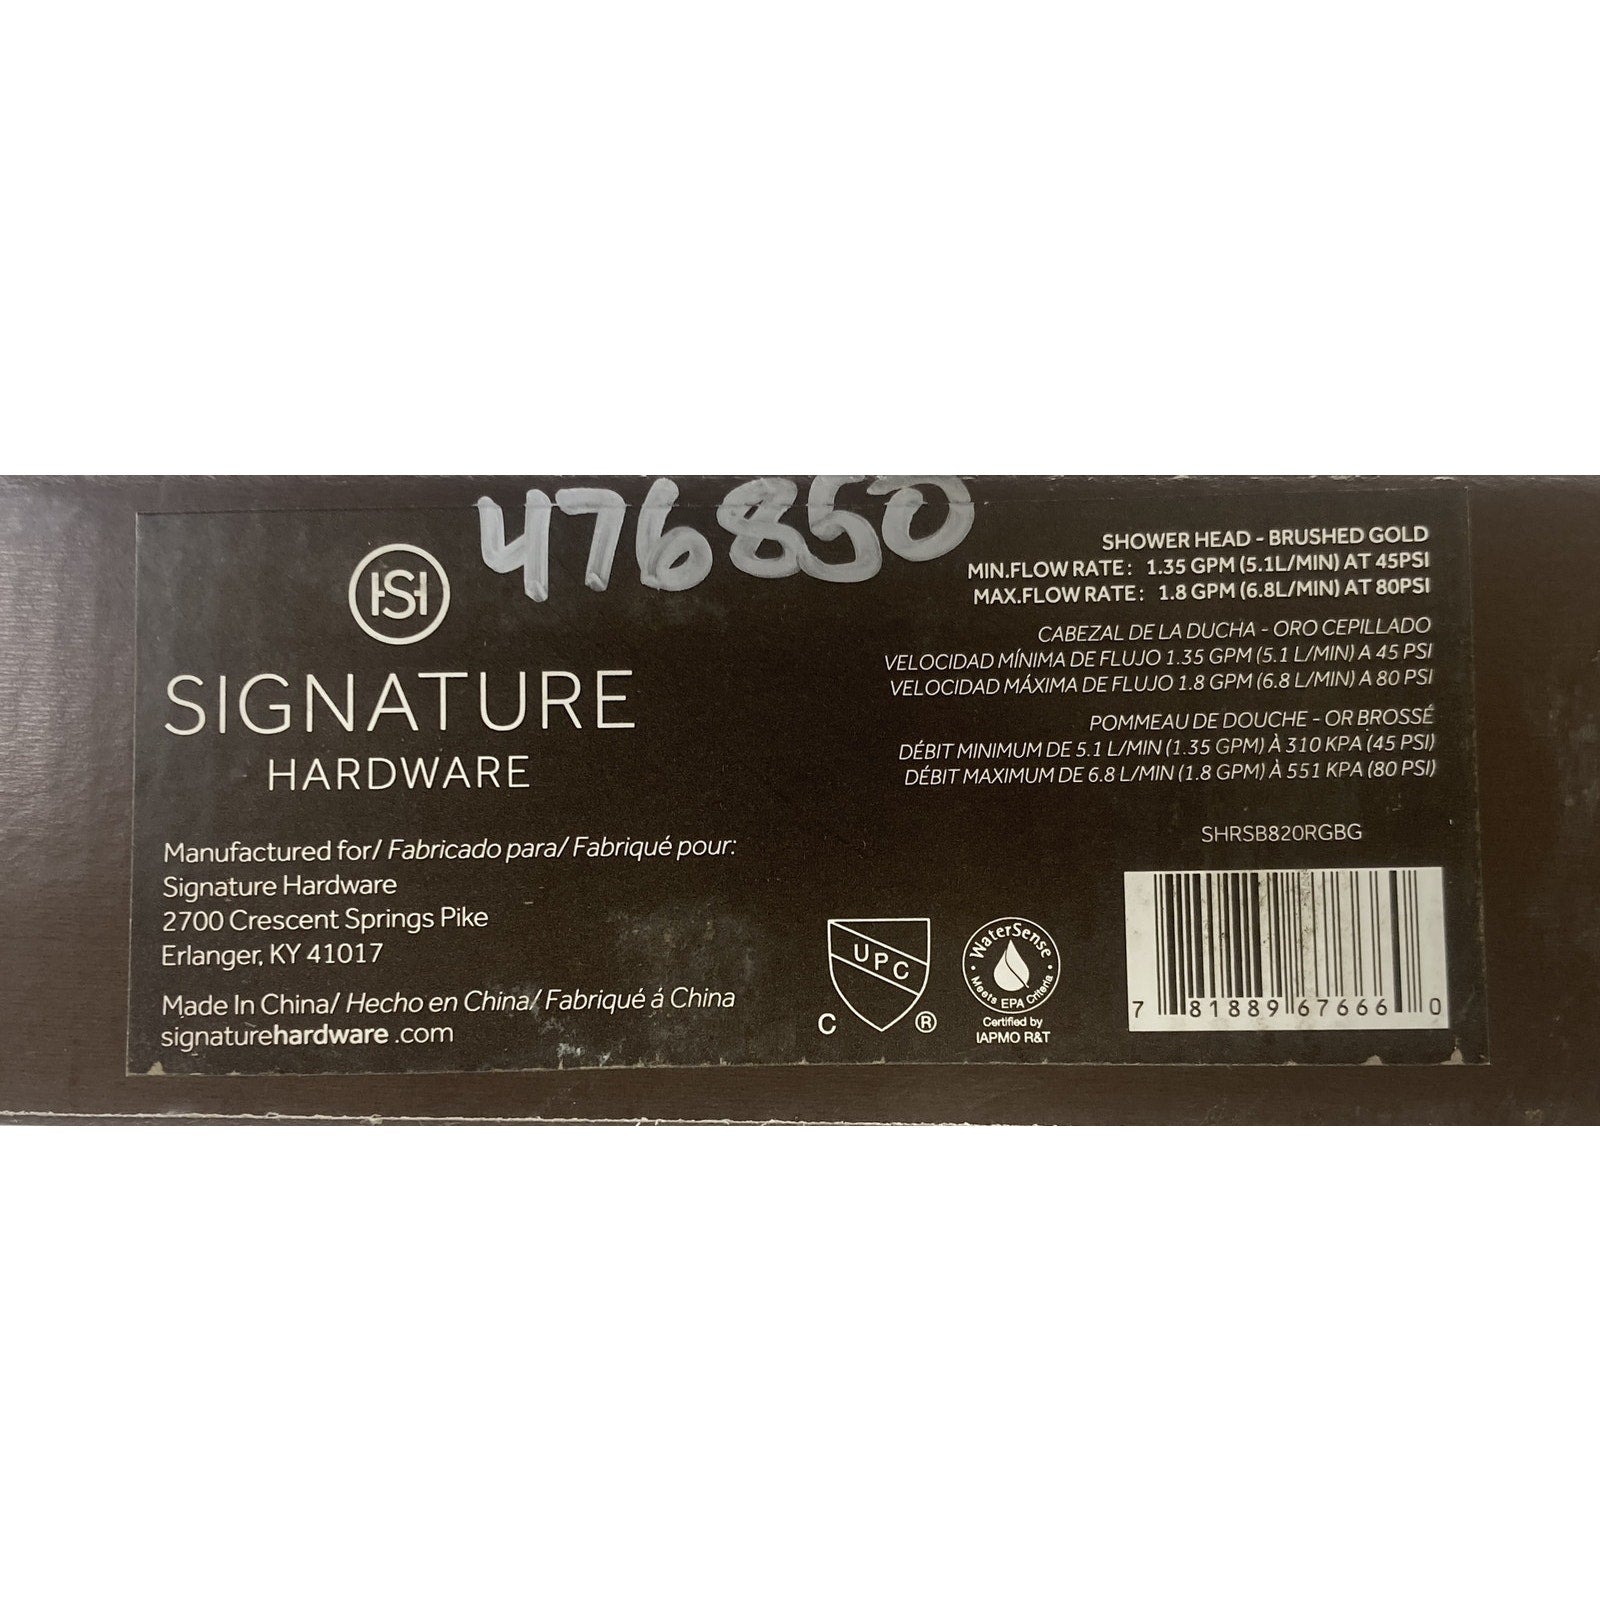 476850
HSH
SIGNATURE
HARDWARE
Manufactured for/ Fabricado para/ Fabriqué pour:
Signature Hardware
2700 Crescent Springs Pike
Erlanger, KY 41017
Made In China/ Hecho en China/ Fabriqué á China
signaturehardware .com
SHOWER HEAD - BRUSHED GOLD
MIN.FLOW RATE: 1.35 GPM (5.1L/MIN) AT 45PSI
MAX.FLOW RATE: 1.8 GPM (6.8L/MIN) AT 80PSI
CABEZAL DE LA DUCHA - ORO CEPILLADO
VELOCIDAD MÍNIMA DE FLUJO 1.35 GPM (5.1 L/MIN) A 45 PSI
VELOCIDAD MÁXIMA DE FLUJO 1.8 GPM (6.8 L/MIN) A 80 PSI
POMMEAU DE DOUCHE - OR BROSSÉ
DÉBIT MINIMUM DE 5.1 L/MIN (1.35 GPM) À 310 KPA (45 PSI)
DÉBIT MAXIMUM DE 6.8 L/MIN (1.8 GPM) À 551 KPA (80 PSI)
SHRSB820RGBG
UPC
C ®
WaterSense
Meets EPA Criteria
Certified by
IAPMO R&T
7 81889 67666 0